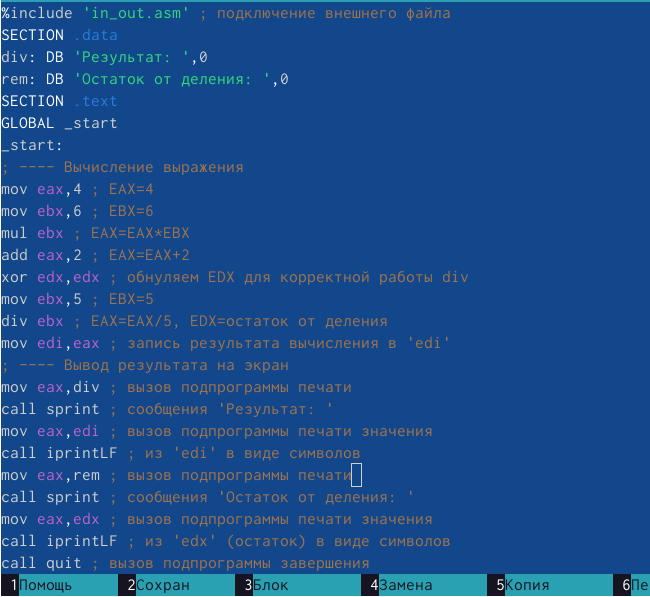 %include 'in_out.asm' ; подключение внешнего файла
SECTION .data
div: DB 'Результат: ',0
rem: DB 'Остаток от деления: ',0
SECTION .text
GLOBAL _start
_start:
; ---- Вычисление выражения
mov eax,4 ; EAX=4
mov ebx,6 ; EBX=6
mul ebx ; EAX=EAX*EBX
add eax,2 ; EAX=EAX+2
xor edx,edx ; обнуляем EDX для корректной работы div
mov ebx,5 ; EBX=5
div ebx ; EAX=EAX/5, EDX=остаток от деления
mov edi,eax ; запись результата вычисления в 'edi'
; ---- Вывод результата на экран
mov eax,div ; вызов подпрограммы печати
call sprint ; сообщения 'Результат: '
mov eax,edi ; вызов подпрограммы печати значения
call iprintLF ; из 'edi' в виде символов
mov eax,rem ; вызов подпрограммы печати
call sprint ; сообщения 'Остаток от деления: '
mov eax,edx ; вызов подпрограммы печати значения
call iprintLF ; из 'edx' (остаток) в виде символов
call quit ; вызов подпрограммы завершения
1Помощь 2Сохран 3Блок 4Замена 5Копия 6Пе